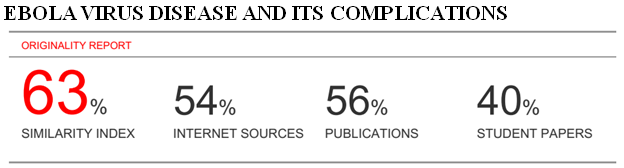 EBOLA VIRUS DISEASE AND ITS COMPLICATIONS
ORIGINALITY REPORT
63% 54% 56% 40%
SIMILARITY INDEX INTERNET SOURCES PUBLICATIONS STUDENT PAPERS